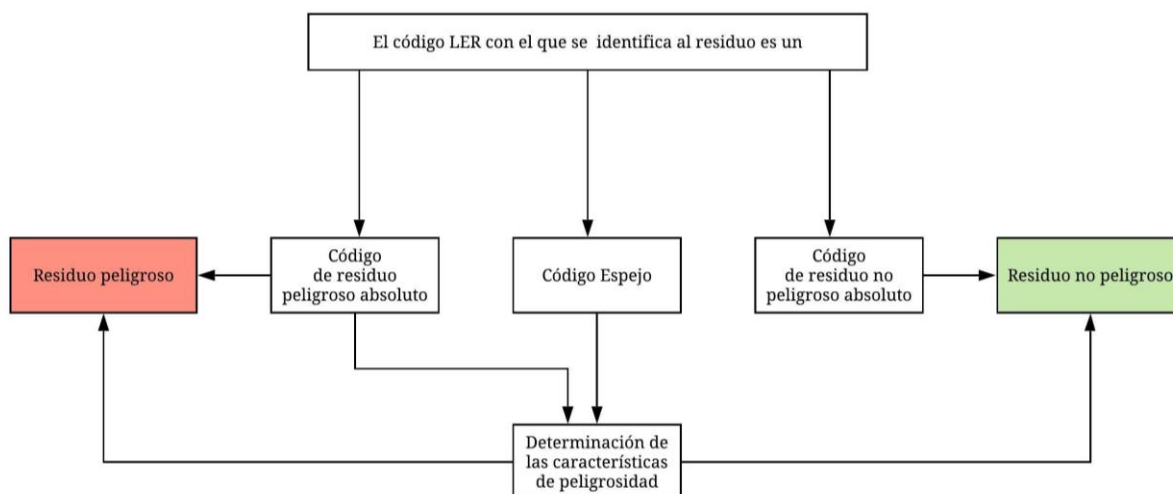 El código LER con el que se identifica al residuo es un
Residuo peligroso
Código
de residuo
peligroso absoluto
Código Espejo
Código
de residuo no
peligroso absoluto
Residuo no peligroso
Determinación de
las características
de peligrosidad